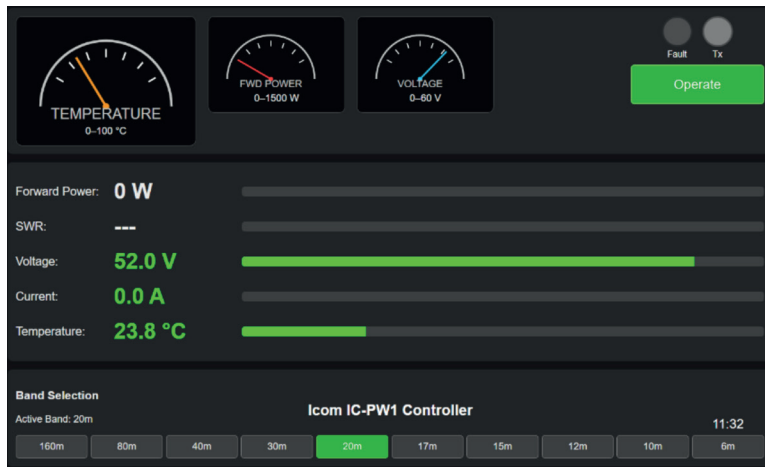 TEMPERATURE
0–100 °C
FWD POWER
0–1500 W
VOLTAGE
0–60 V
Fault
Tx
Operate
Forward Power: 0 W
SWR: ---
Voltage: 52.0 V
Current: 0.0 A
Temperature: 23.8 °C
Band Selection
Active Band: 20m
Icom IC-PW1 Controller
11:32
160m 80m 40m 30m 20m 17m 15m 12m 10m 6m